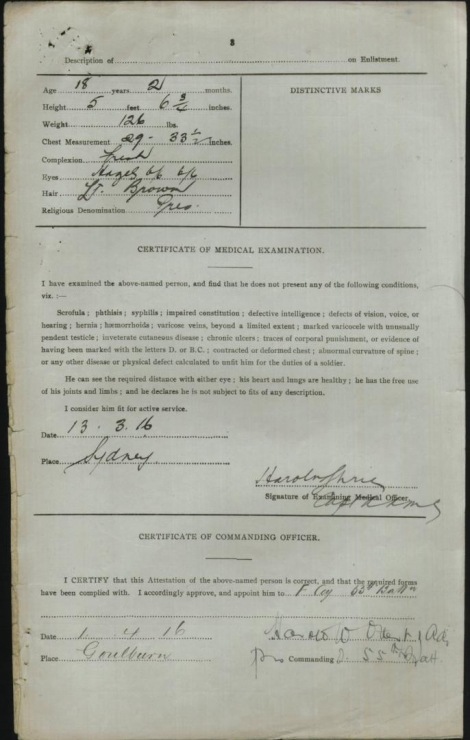 3
Description of on Enlistment.
Age 18 years 2 months.
Height 5 feet 6 3/4 inches.
Weight 126 lbs.
Chest Measurement 29 - 33 1/2 inches.
Complexion fresh
Eyes Hazel 6/6 6/6
Hair Lt. Brown
Religious Denomination Pres.
DISTINCTIVE MARKS
CERTIFICATE OF MEDICAL EXAMINATION.
I have examined the above-named person, and find that he does not present any of the following conditions,
viz. :—
Scrofula ; phthisis ; syphilis ; impaired constitution ; defective intelligence ; defects of vision, voice, or
hearing ; hernia ; hæmorrhoids ; varicose veins, beyond a limited extent ; marked varicocele with unusually
pendent testicle ; inveterate cutaneous disease ; chronic ulcers ; traces of corporal punishment, or evidence of
having been marked with the letters D. or B.C. ; contracted or deformed chest ; abnormal curvature of spine ;
or any other disease or physical defect calculated to unfit him for the duties of a soldier.
He can see the required distance with either eye ; his heart and lungs are healthy ; he has the free use
of his joints and limbs ; and he declares he is not subject to fits of any description.
I consider him fit for active service.
Date 13 . 3 . 16
Place Sydney
Harold
Signature of Examining Medical Officer.
Capt
CERTIFICATE OF COMMANDING OFFICER.
I CERTIFY that this Attestation of the above-named person is correct, and that the required forms
have been complied with. I accordingly approve, and appoint him to F Coy Battn
Date 1 . 4 . 16
Place Goulburn
Commanding 55th Batt